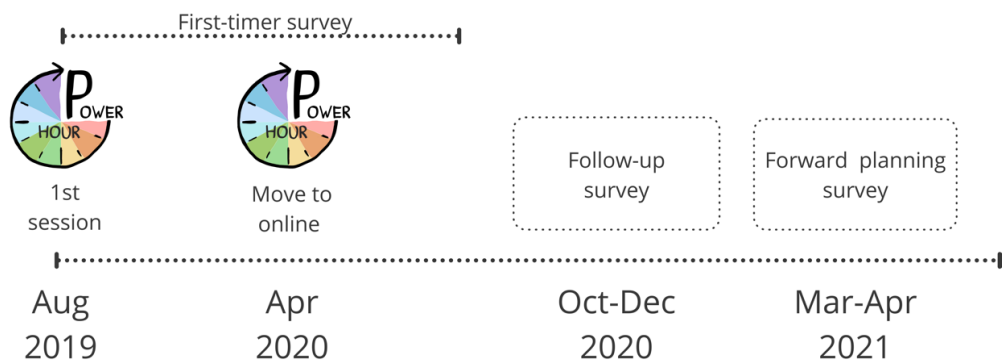 First-timer survey
POWER
HOUR
1st
session
POWER
HOUR
Move to
online
Follow-up
survey
Forward planning
survey
Aug
2019
Apr
2020
Oct-Dec
2020
Mar-Apr
2021